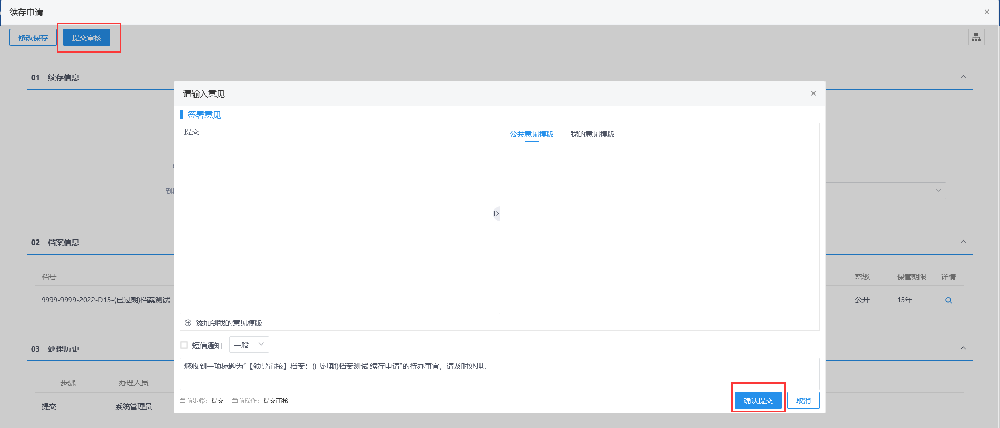 续存申请
修改保存
提交审核
01 续存信息
请输入意见
签署意见
提交
公共意见模版 我的意见模版
添加到我的意见模版
短信通知 一般
您收到一项标题为"【领导审核】档案：(已过期)档案测试 续存申请"的待办事宜，请及时处理。
当前步骤：提交 当前操作：提交审核
确认提交 取消
到
02 档案信息
档号 密级 保管期限 详情
9999-9999-2022-D15-(已过期)档案测试 公开 15年
03 处理历史
步骤 办理人员
提交 系统管理员